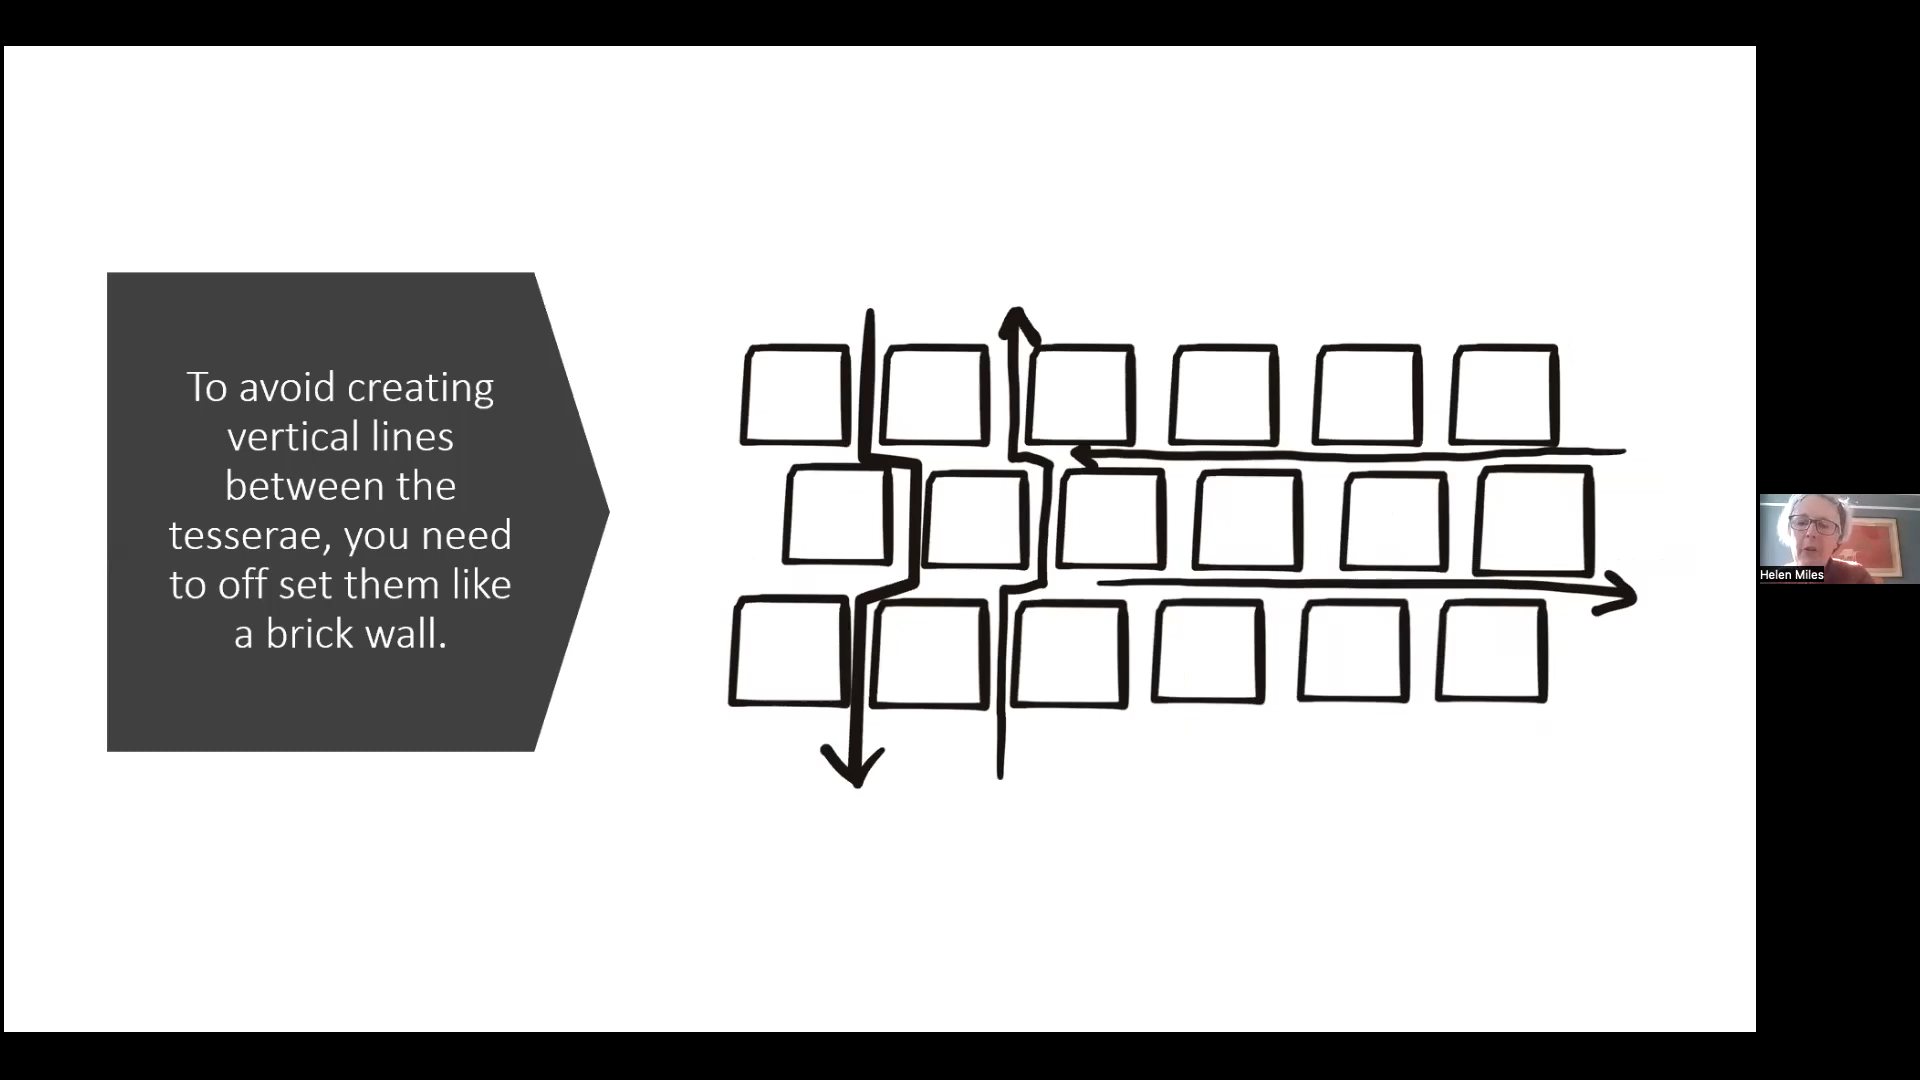 To avoid creating
vertical lines
between the
tesserae, you need
to off set them like
a brick wall.
Helen Miles